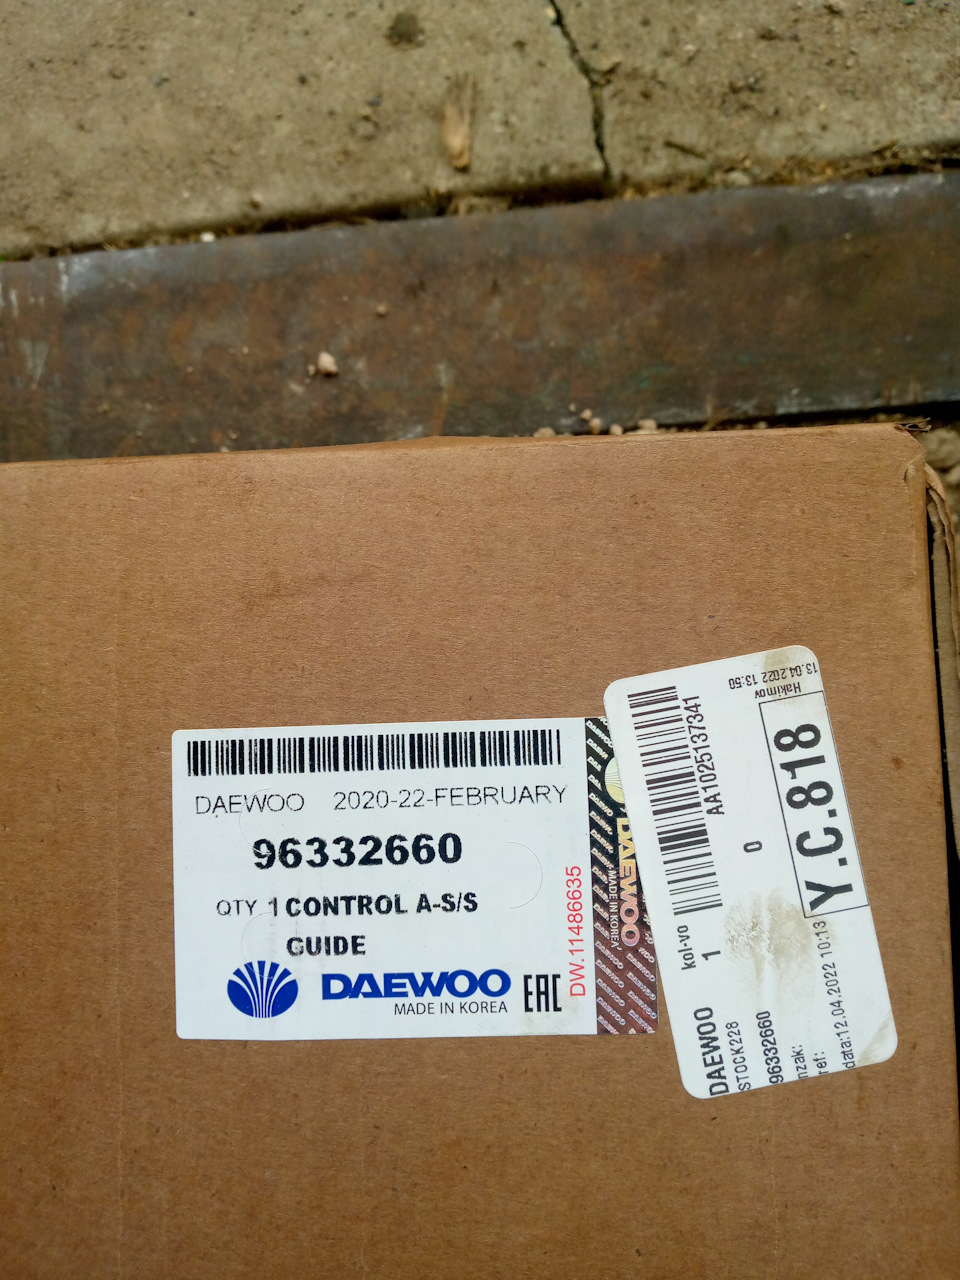 DAEWOO 2020-22-FEBRUARY
96332660
QTY 1 CONTROL A-S/S
GUIDE
DAEWOO
MADE IN KOREA
EAC
DW.11486635
DAEWOO
MADE IN KOREA
13.04.2022 13:50
Hakimov
AA1025137341
Y.C.818
kol-vo
1
0
DAEWOO
STOCK228
96332660
nzak:
ref:
data:12.04.2022 10:13